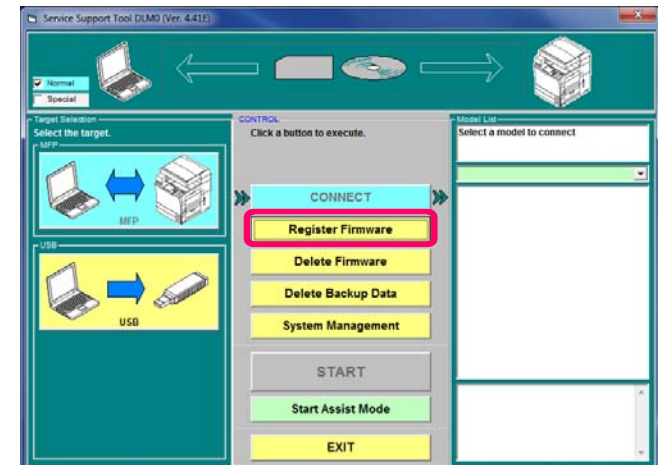 Service Support Tool DLM0 (Ver. 4.41E)
Normal
Special
Target Selection
Select the target.
MFP
MFP
USB
USB
CONTROL
Click a button to execute.
CONNECT
Register Firmware
Delete Firmware
Delete Backup Data
System Management
START
Start Assist Mode
EXIT
Model List
Select a model to connect